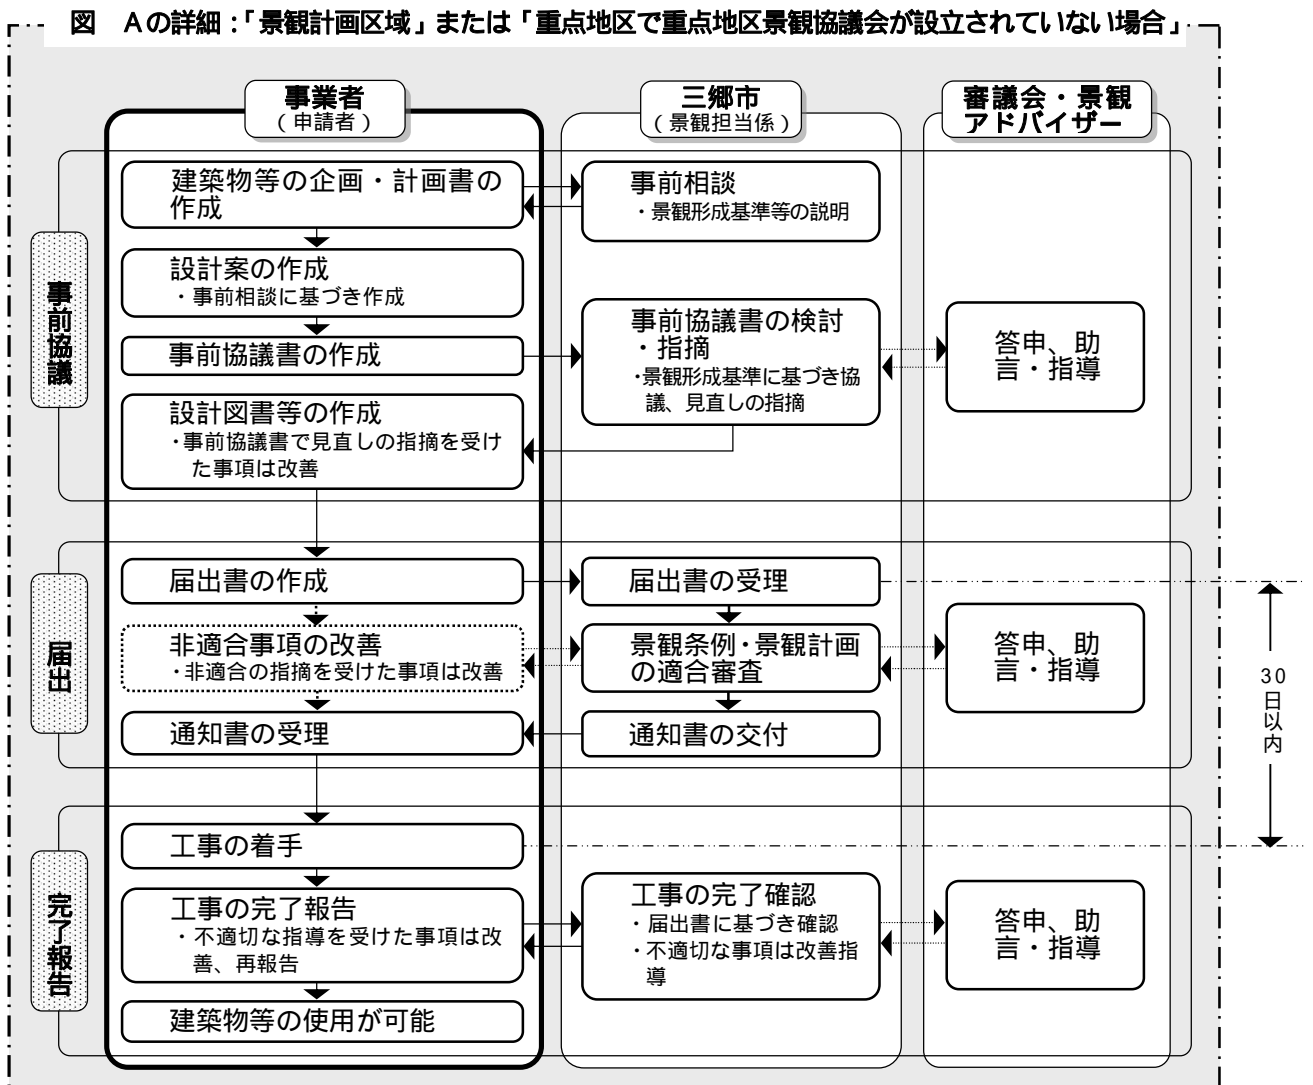 図　Ａの詳細：「景観計画区域」または「重点地区で重点地区景観協議会が設立されていない場合」
事業者
（申請者）
三郷市
（景観担当係）
審議会・景観
アドバイザー
事前協議
建築物等の企画・計画書の
作成
事前相談
・景観形成基準等の説明
設計案の作成
・事前相談に基づき作成
事前協議書の作成
事前協議書の検討
・指摘
・景観形成基準に基づき協
議、見直しの指摘
答申、助
言・指導
設計図書等の作成
・事前協議書で見直しの指摘を受け
た事項は改善
届出
届出書の作成
届出書の受理
非適合事項の改善
・非適合の指摘を受けた事項は改善
景観条例・景観計画
の適合審査
答申、助
言・指導
通知書の受理
通知書の交付
30
日
以
内
完了報告
工事の着手
工事の完了報告
・不適切な指導を受けた事項は改
善、再報告
工事の完了確認
・届出書に基づき確認
・不適切な事項は改善指
導
答申、助
言・指導
建築物等の使用が可能